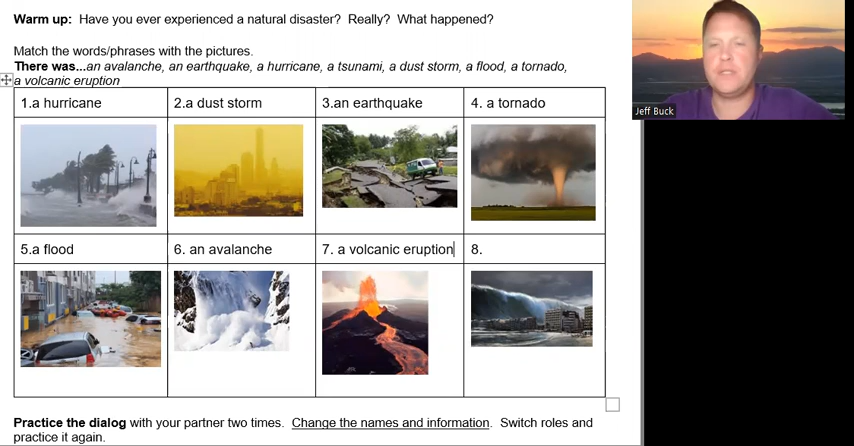 Warm up:  Have you ever experienced a natural disaster?  Really?  What happened?
Match the words/phrases with the pictures.
There was...an avalanche, an earthquake, a hurricane, a tsunami, a dust storm, a flood, a tornado,
a volcanic eruption
1.a hurricane
2.a dust storm
3.an earthquake
4. a tornado
5.a flood
6. an avalanche
7. a volcanic eruption
8.
Practice the dialog with your partner two times.  Change the names and information.  Switch roles and
practice it again.
Jeff Buck